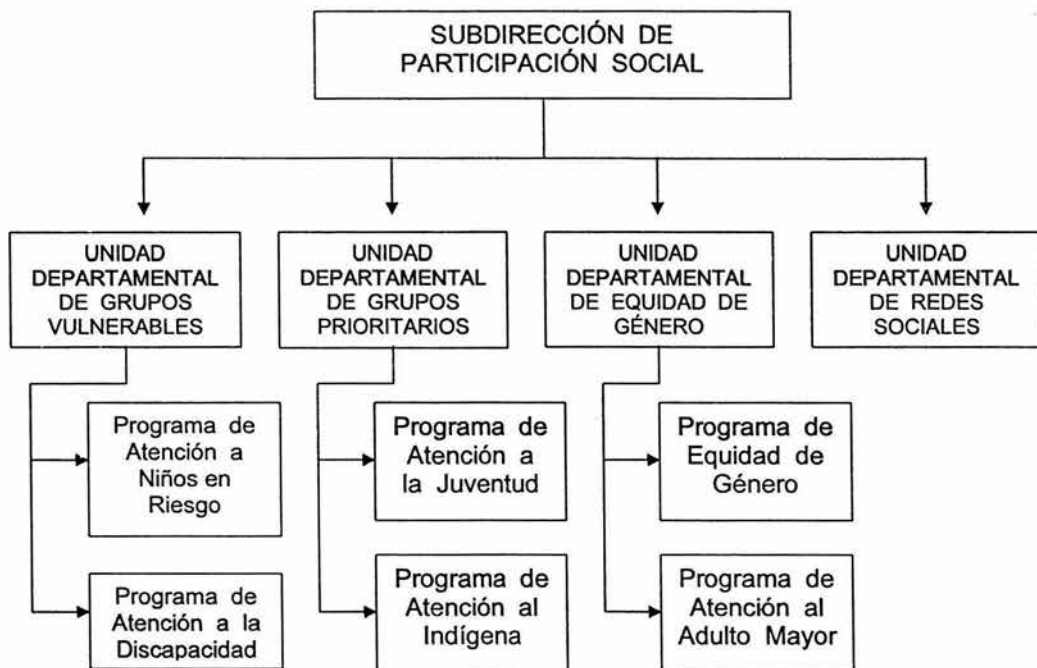 SUBDIRECCIÓN DE
PARTICIPACIÓN SOCIAL
UNIDAD
DEPARTAMENTAL
DE GRUPOS
VULNERABLES
UNIDAD
DEPARTAMENTAL
DE GRUPOS
PRIORITARIOS
UNIDAD
DEPARTAMENTAL
DE EQUIDAD DE
GÉNERO
UNIDAD
DEPARTAMENTAL
DE REDES
SOCIALES
Programa de
Atención a
Niños en
Riesgo
Programa de
Atención a
la Juventud
Programa de
Equidad de
Género
Programa de
Atención a la
Discapacidad
Programa de
Atención al
Indígena
Programa de
Atención al
Adulto Mayor